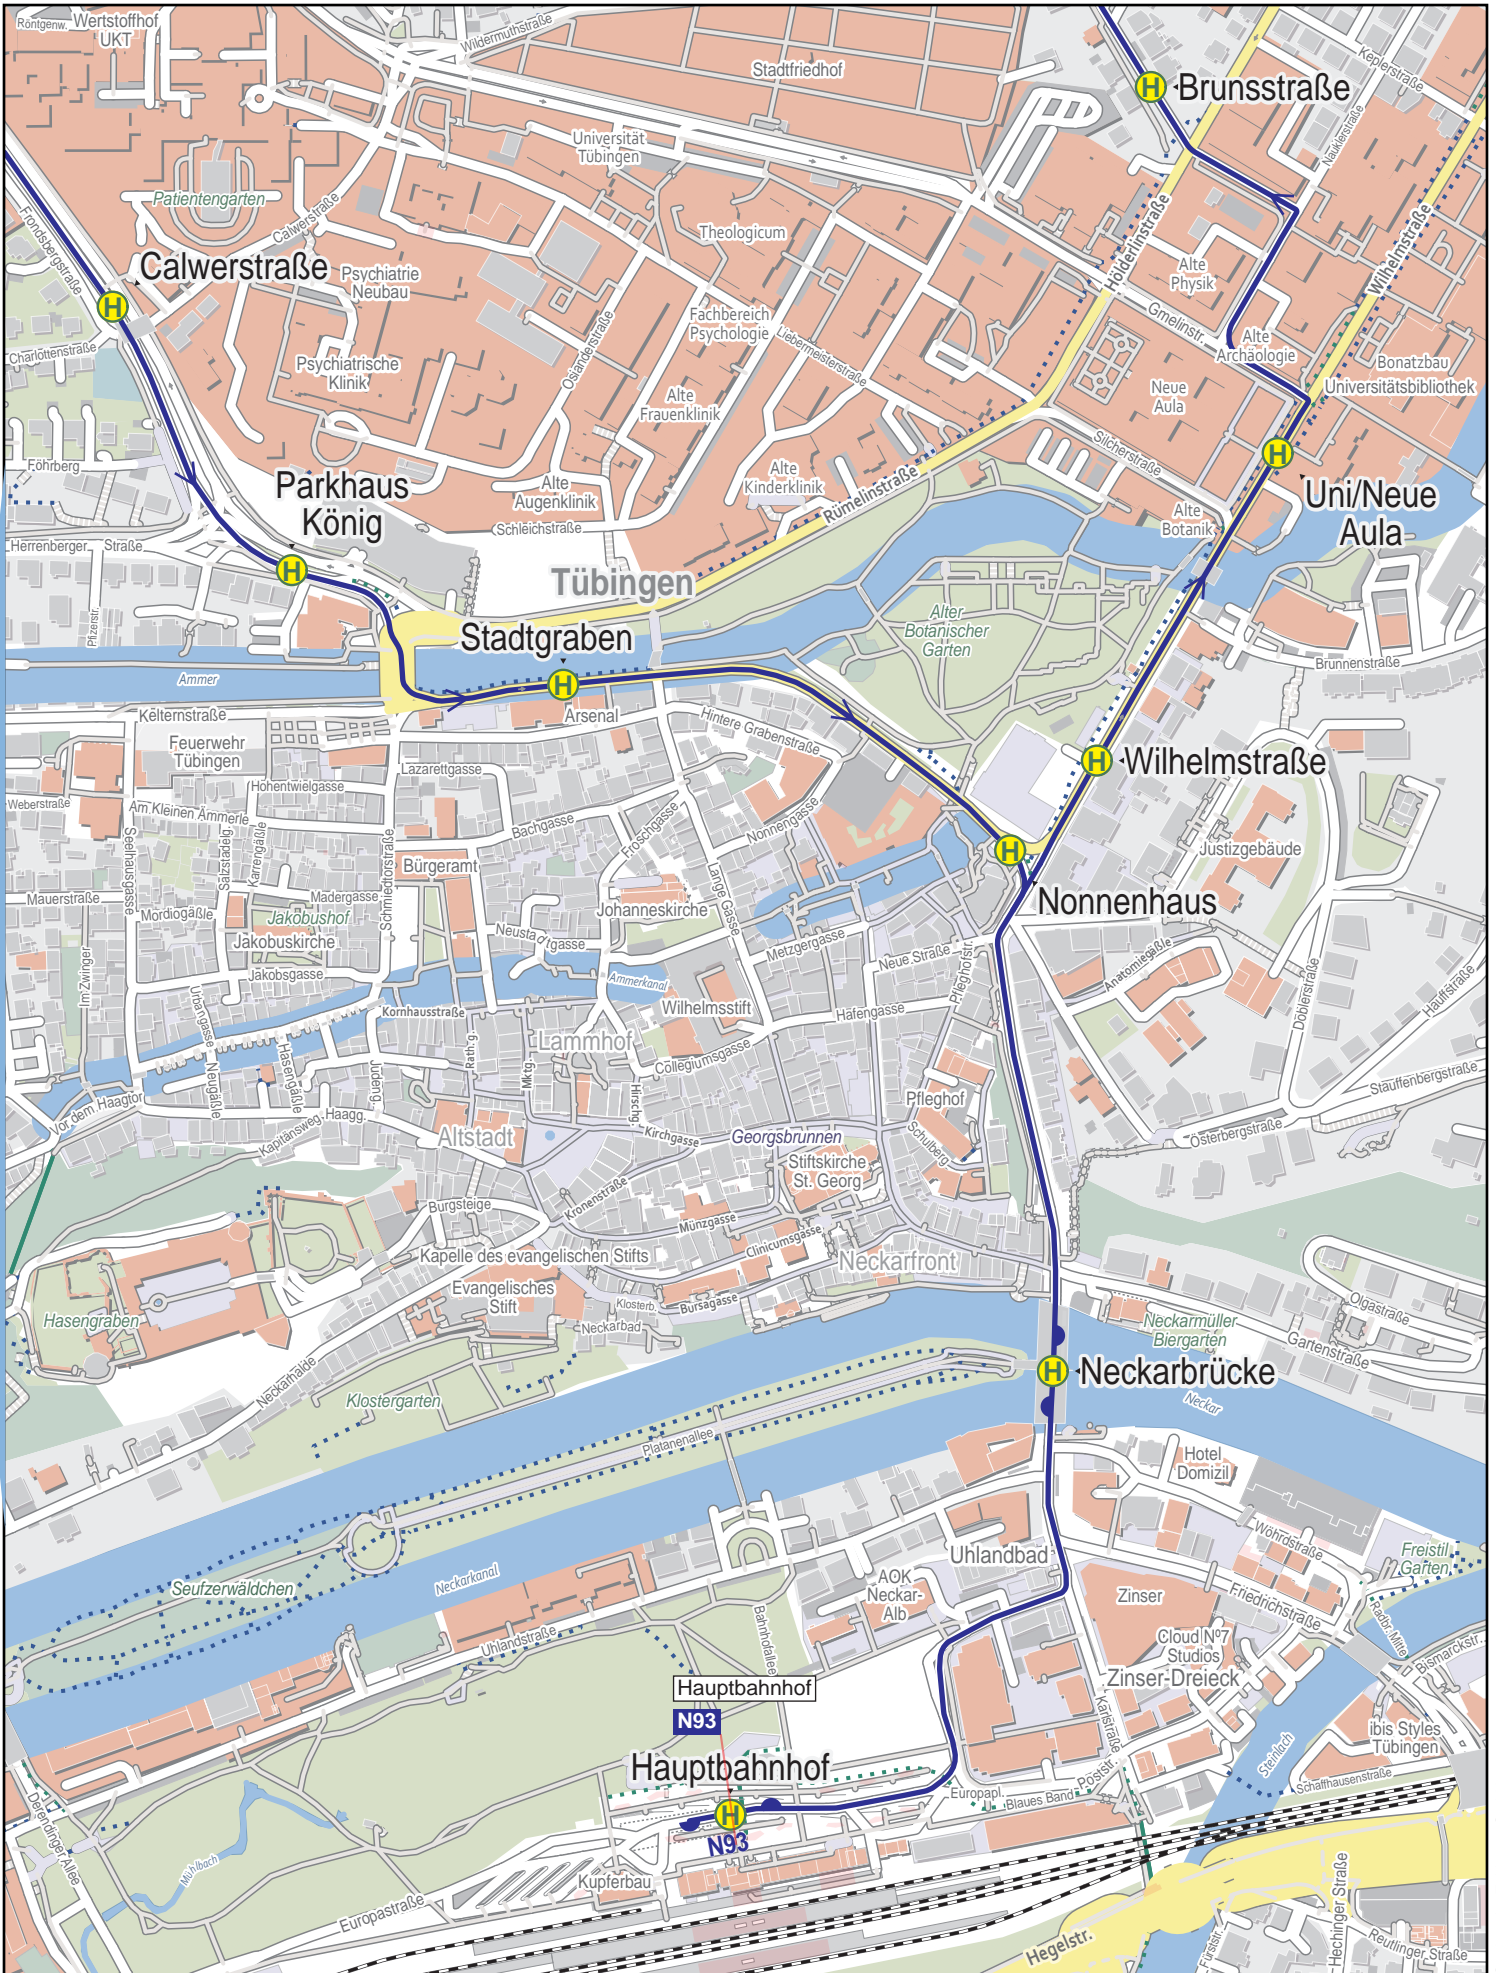 Röntgenw.
Wertstoffhof
UKT
Wildermuthstraße
Stadtfriedhof
Keplerstraße
Brunsstraße
Universität
Tübingen
Nauklerstraße
Patientengarten
Calwerstraße
Frondsbergstraße
Theologicum
Hölderlinstraße
Wilhelmstraße
Calwerstraße
Psychiatrie
Neubau
Alte
Physik
Gmelinstr.
Fachbereich
Psychologie
Liebermeisterstraße
Osianderstraße
Alte
Archäologie
Bonatzbau
Universitätsbibliothek
Charlottenstraße
Psychiatrische
Klinik
Alte
Frauenklinik
Neue
Aula
Silcherstraße
Föhrberg
Parkhaus
König
Alte
Augenklinik
Alte
Kinderklinik
Rümelinstraße
Schleichstraße
Uni/Neue
Aula
Alte
Botanik
Herrenberger Straße
Pfizerstr.
Tübingen
Stadtgraben
Alter
Botanischer
Garten
Brunnenstraße
Ammer
Kelternstraße
Arsenal
Hintere Grabenstraße
Feuerwehr
Tübingen
Lazarettgasse
Hohentwielgasse
Wilhelmstraße
Weberstraße
Am Kleinen Ämmerle
Bachgasse
Froschgasse
Nonnengasse
Seelhausgasse
Salzstadelg.
Karrengäßle
Schmiedtorstraße
Bürgeramt
Justizgebäude
Mauerstraße
Madergasse
Mordiogäßle
Jakobushof
Johanneskirche
Lange Gasse
Nonnenhaus
Jakobuskirche
Neustadtgasse
Metzgergasse
Neue Straße
Pfleghofstr.
Anatomiegäßle
Im Zwinger
Jakobsgasse
Ammerkanal
Döblerstraße
Hauffstraße
Urbangasse
Kornhausstraße
Wilhelmsstift
Hafengasse
Lammhof
Rath.g.
Mktg.
Collegiumsgasse
Neugäßle
Hasengäßle
Judeng.
Hirschg.
Stauffenbergstraße
Vor dem Haagtor
Kapitänsweg
Haagg.
Pfleghof
Altstadt
Kirchgasse
Georgsbrunnen
Schulberg
Österbergstraße
Stiftskirche
St. Georg
Burgsteige
Kronenstraße
Münzgasse
Clinicumsgasse
Kapelle des evangelischen Stifts
Neckarfront
Evangelisches
Stift
Klosterb.
Bursagasse
Neckarbad
Hasengraben
Neckarmüller
Biergarten
Olgastraße
Gartenstraße
Neckarhalde
Klostergarten
Neckarbrücke
Neckar
Platanenallee
Hotel
Domizil
Wöhrdstraße
Uhlandbad
Freistil
Garten
Seufzerwäldchen
Neckarkanal
AOK
Neckar-
Alb
Zinser
Friedrichstraße
Radbr. Mitte
Uhlandstraße
Bahnhofallee
Cloud N°7
Studios
Zinser-Dreieck
Bismarckstr.
Hauptbahnhof
N93
Karlstraße
ibis Styles
Tübingen
Steinlach
Hauptbahnhof
Europapl.
Blaues Band
Poststr.
Schaffhausenstraße
N93
Derendinger Allee
Mühlbach
Kupferbau
Europastraße
Hegelstr.
Fürststr.
Hechinger Straße
Reutlinger Straße
H
H
H
H
H
H
H
H
H